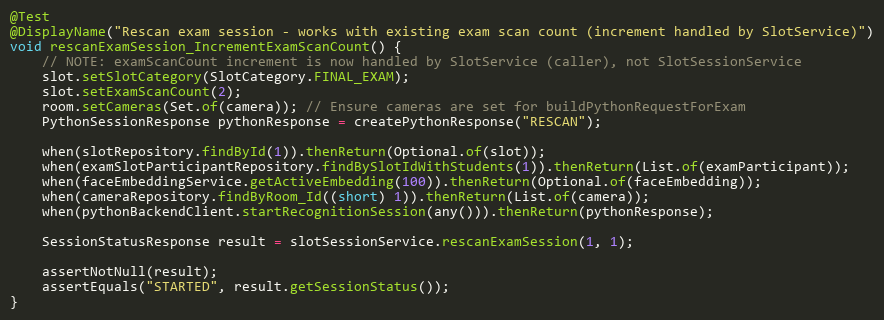 @Test
@DisplayName("Rescan exam session - works with existing exam scan count (increment handled by SlotService)")
void rescanExamSession_IncrementExamScanCount() {
    // NOTE: examScanCount increment is now handled by SlotService (caller), not SlotSessionService
    slot.setSlotCategory(SlotCategory.FINAL_EXAM);
    slot.setExamScanCount(2);
    room.setCameras(Set.of(camera)); // Ensure cameras are set for buildPythonRequestForExam
    PythonSessionResponse pythonResponse = createPythonResponse("RESCAN");

    when(slotRepository.findById(1)).thenReturn(Optional.of(slot));
    when(examSlotParticipantRepository.findBySlotIdWithStudents(1)).thenReturn(List.of(examParticipant));
    when(faceEmbeddingService.getActiveEmbedding(100)).thenReturn(Optional.of(faceEmbedding));
    when(cameraRepository.findByRoom_Id((short) 1)).thenReturn(List.of(camera));
    when(pythonBackendClient.startRecognitionSession(any())).thenReturn(pythonResponse);

    SessionStatusResponse result = slotSessionService.rescanExamSession(1, 1);

    assertNotNull(result);
    assertEquals("STARTED", result.getSessionStatus());
}